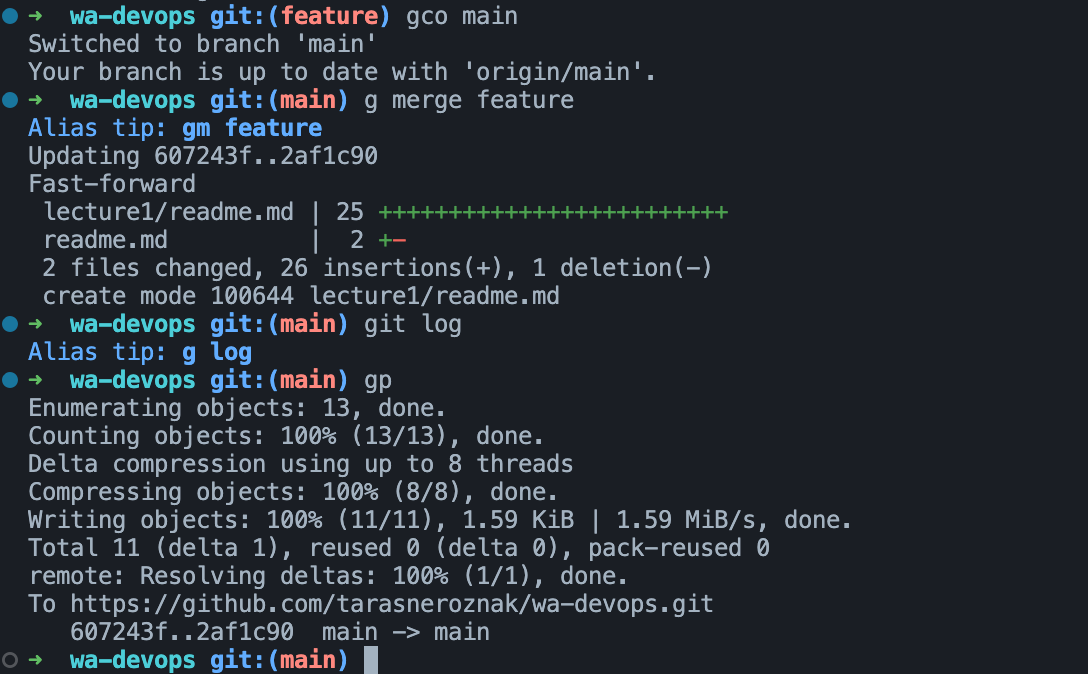 ➜  wa-devops git:(feature) gco main
Switched to branch 'main'
Your branch is up to date with 'origin/main'.
➜  wa-devops git:(main) g merge feature
Alias tip: gm feature
Updating 607243f..2af1c90
Fast-forward
 lecture1/readme.md | 25 +++++++++++++++++++++++++
 readme.md          |  2 +-
 2 files changed, 26 insertions(+), 1 deletion(-)
 create mode 100644 lecture1/readme.md
➜  wa-devops git:(main) git log
Alias tip: g log
➜  wa-devops git:(main) gp
Enumerating objects: 13, done.
Counting objects: 100% (13/13), done.
Delta compression using up to 8 threads
Compressing objects: 100% (8/8), done.
Writing objects: 100% (11/11), 1.59 KiB | 1.59 MiB/s, done.
Total 11 (delta 1), reused 0 (delta 0), pack-reused 0
remote: Resolving deltas: 100% (1/1), done.
To https://github.com/tarasneroznak/wa-devops.git
   607243f..2af1c90  main -> main
➜  wa-devops git:(main)